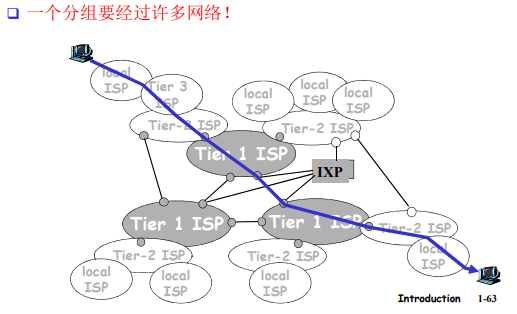 一个分组要经过许多网络！
local
ISP
Tier 3
ISP
local
ISP
local
ISP
local
ISP
Tier-2 ISP
Tier-2 ISP
Tier 1 ISP
IXP
Tier 1 ISP
Tier 1 ISP
Tier-2 ISP
Tier-2 ISP
Tier-2 ISP
local
ISP
local
ISP
local
ISP
local
ISP
Introduction 1-63